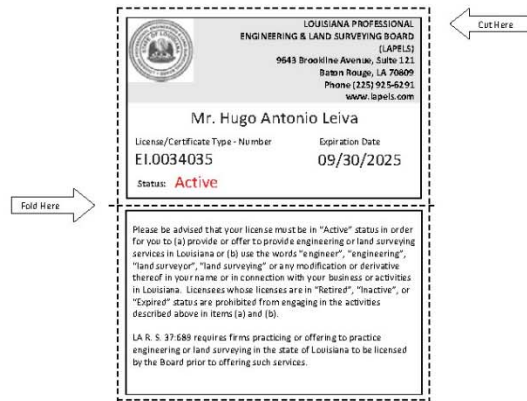 LOUISIANA PROFESSIONAL
ENGINEERING & LAND SURVEYING BOARD
(LAPELS)
9643 Brookline Avenue, Suite 121
Baton Rouge, LA 70809
Phone (225) 925-6291
www.lapels.com
Cut Here
Mr. Hugo Antonio Leiva
License/Certificate Type - Number
Expiration Date
EI.0034035
09/30/2025
Status: Active
Fold Here
Please be advised that your license must be in "Active" status in order
for you to (a) provide or offer to provide engineering or land surveying
services in Louisiana or (b) use the words "engineer", "engineering",
"land surveyor", "land surveying" or any modification or derivative
thereof in your name or in connection with your business or activities
in Louisiana. Licensees whose licenses are in "Retired", "Inactive", or
"Expired" status are prohibited from engaging in the activities
described above in items (a) and (b).
LA R. S. 37:689 requires firms practicing or offering to practice
engineering or land surveying in the state of Louisiana to be licensed
by the Board prior to offering such services.